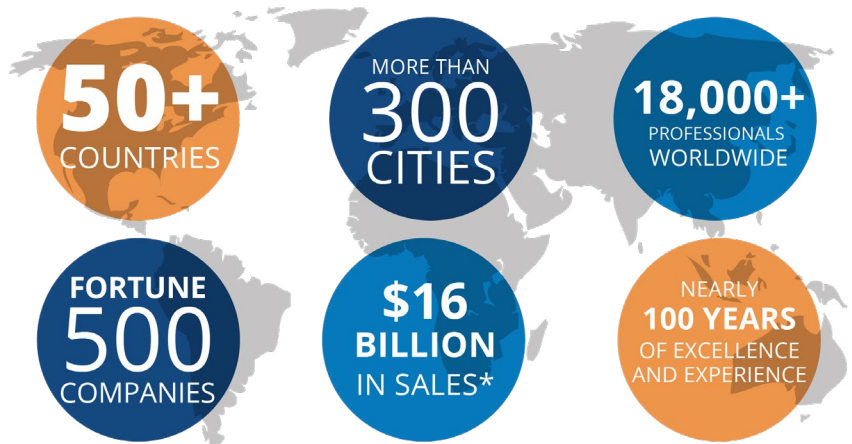 50+
COUNTRIES
MORE THAN
300
CITIES
18,000+
PROFESSIONALS
WORLDWIDE
FORTUNE
500
COMPANIES
$16
BILLION
IN SALES*
NEARLY
100 YEARS
OF EXCELLENCE
AND EXPERIENCE